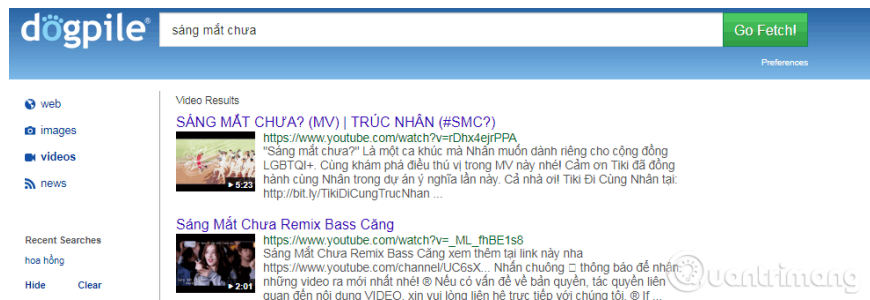 dogpile®
sáng mắt chưa
Go Fetch!
Preferences
web
images
videos
news
Recent Searches
hoa hồng
Hide Clear
Video Results
SÁNG MẮT CHƯA? (MV) | TRÚC NHÂN (#SMC?)
5:23
https://www.youtube.com/watch?v=rDhx4ejrPPA
"Sáng mắt chưa?" Là một ca khúc mà Nhân muốn dành riêng cho cộng đồng
LGBTQI+. Cùng khám phá điều thú vị trong MV này nhé! Cảm ơn Tiki đã đồng
hành cùng Nhân trong dự án ý nghĩa lần này. Cả nhà ơi! Tiki Đi Cùng Nhân tại:
http://bit.ly/TikiDiCungTrucNhan ...
Sáng Mắt Chưa Remix Bass Căng
2:01
https://www.youtube.com/watch?v=_ML_fhBE1s8
Sáng Mắt Chưa Remix Bass Căng xem thêm tại link này nha
https://www.youtube.com/channel/UC6sX... Nhấn chuông □ thông báo để nhận
những video ra mới nhất nhé! ® Nếu có vấn đề về bản quyền, tác quyền liên
quan đến nội dung VIDEO, xin vui lòng liên hệ trực tiếp với chúng tôi. ® If ...
Quantrimang